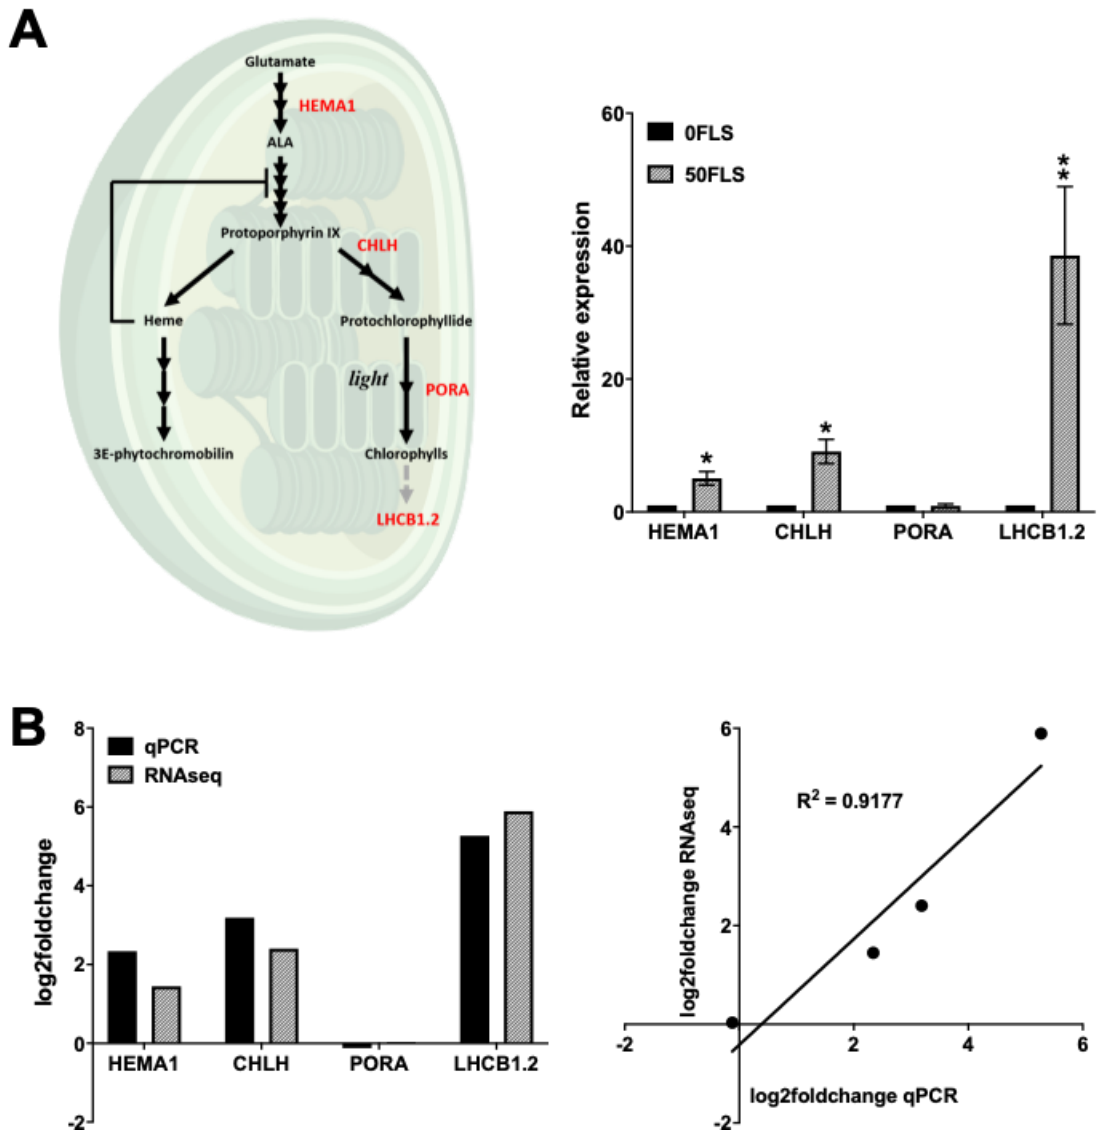 A
Glutamate
HEMA1
ALA
Protoporphyrin IX
CHLH
Heme
Protochlorophyllide
light
PORA
3E-phytochromobilin
Chlorophylls
LHCB1.2
60
40
20
0
Relative expression
0FLS
50FLS
*
*
*
*
HEMA1
CHLH
PORA
LHCB1.2
B
8
6
4
2
0
-2
log2foldchange
qPCR
RNAseq
HEMA1
CHLH
PORA
LHCB1.2
6
4
2
-2
log2foldchange RNAseq
R² = 0.9177
-2
2
4
6
log2foldchange qPCR